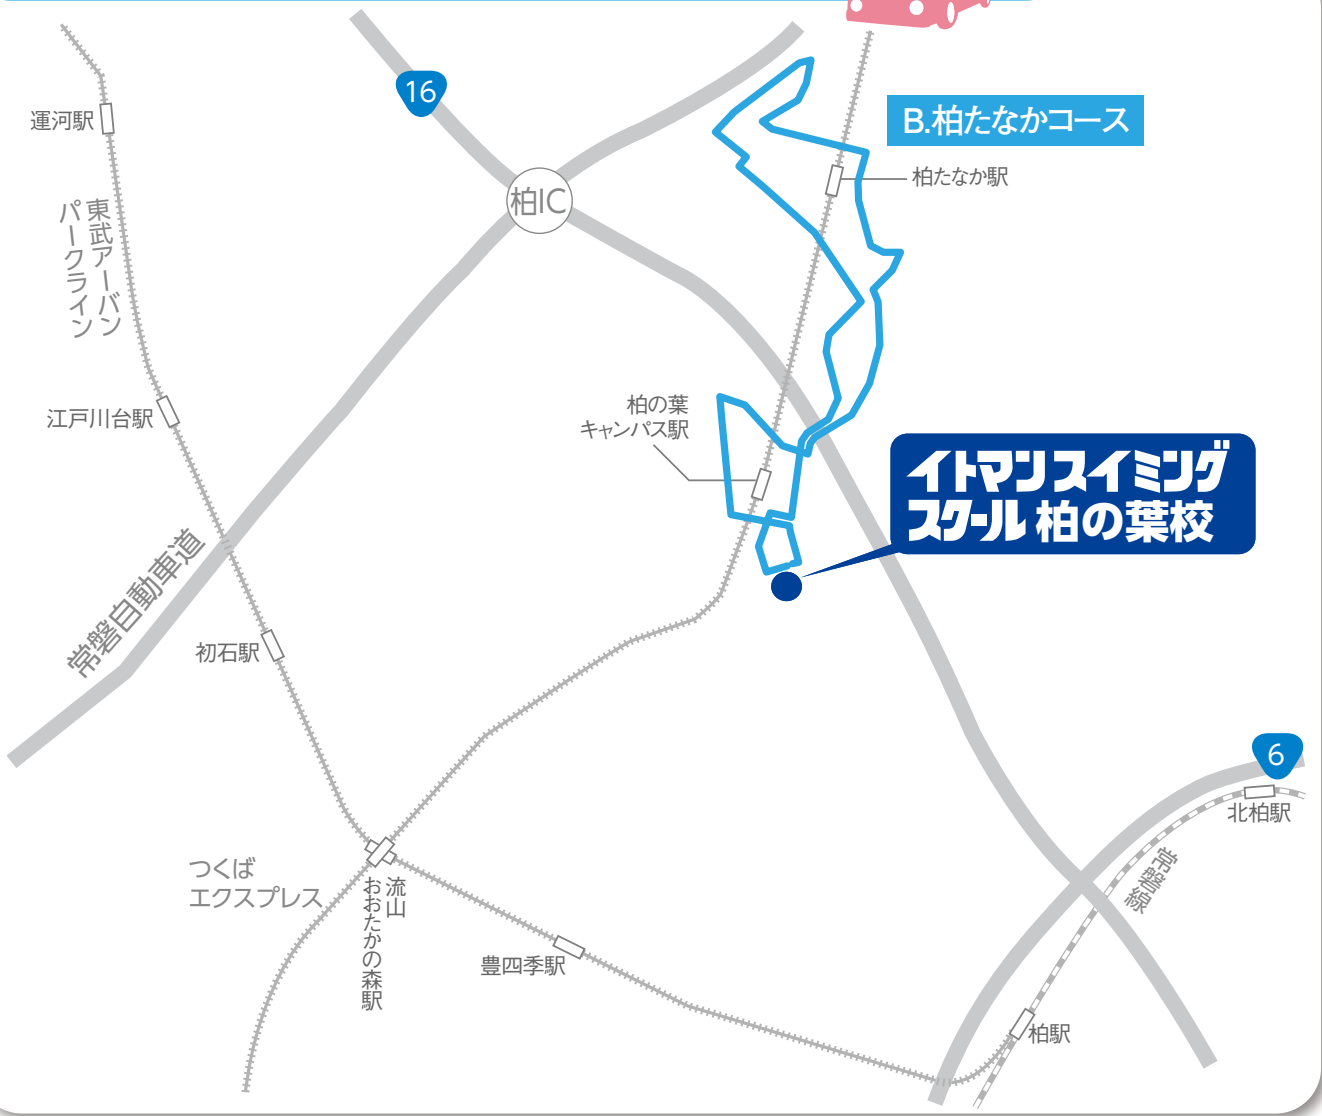 16
運河駅
B.柏たなかコース
柏たなか駅
柏IC
東武アーバン
パークライン
江戸川台駅
柏の葉
キャンパス駅
イトマンスイミング
スクール 柏の葉校
常磐自動車道
初石駅
6
北柏駅
常磐線
つくば
エクスプレス
流山
おおたかの森駅
豊四季駅
柏駅